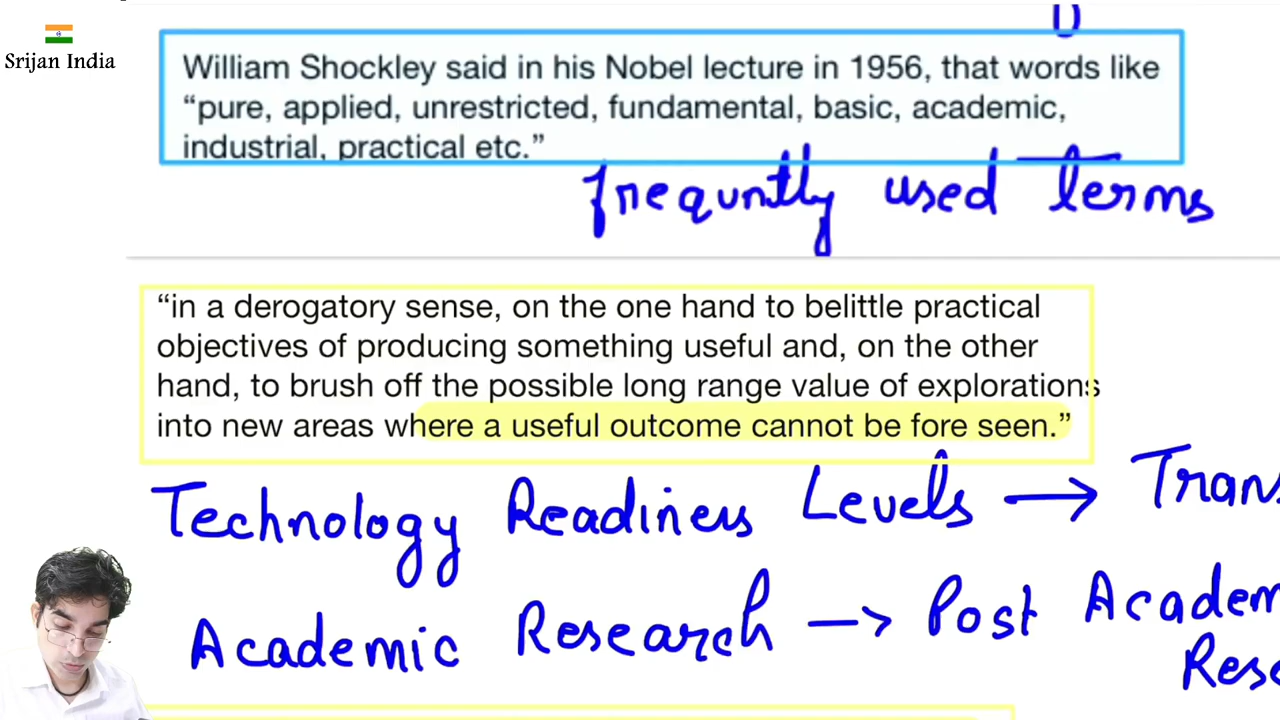 Srijan India
William Shockley said in his Nobel lecture in 1956, that words like
“pure, applied, unrestricted, fundamental, basic, academic,
industrial, practical etc.”
frequntly used terms
“in a derogatory sense, on the one hand to belittle practical
objectives of producing something useful and, on the other
hand, to brush off the possible long range value of explorations
into new areas where a useful outcome cannot be fore seen.”
Technology Readiness Levels → Trans
Academic Research → Post Academ
Rese